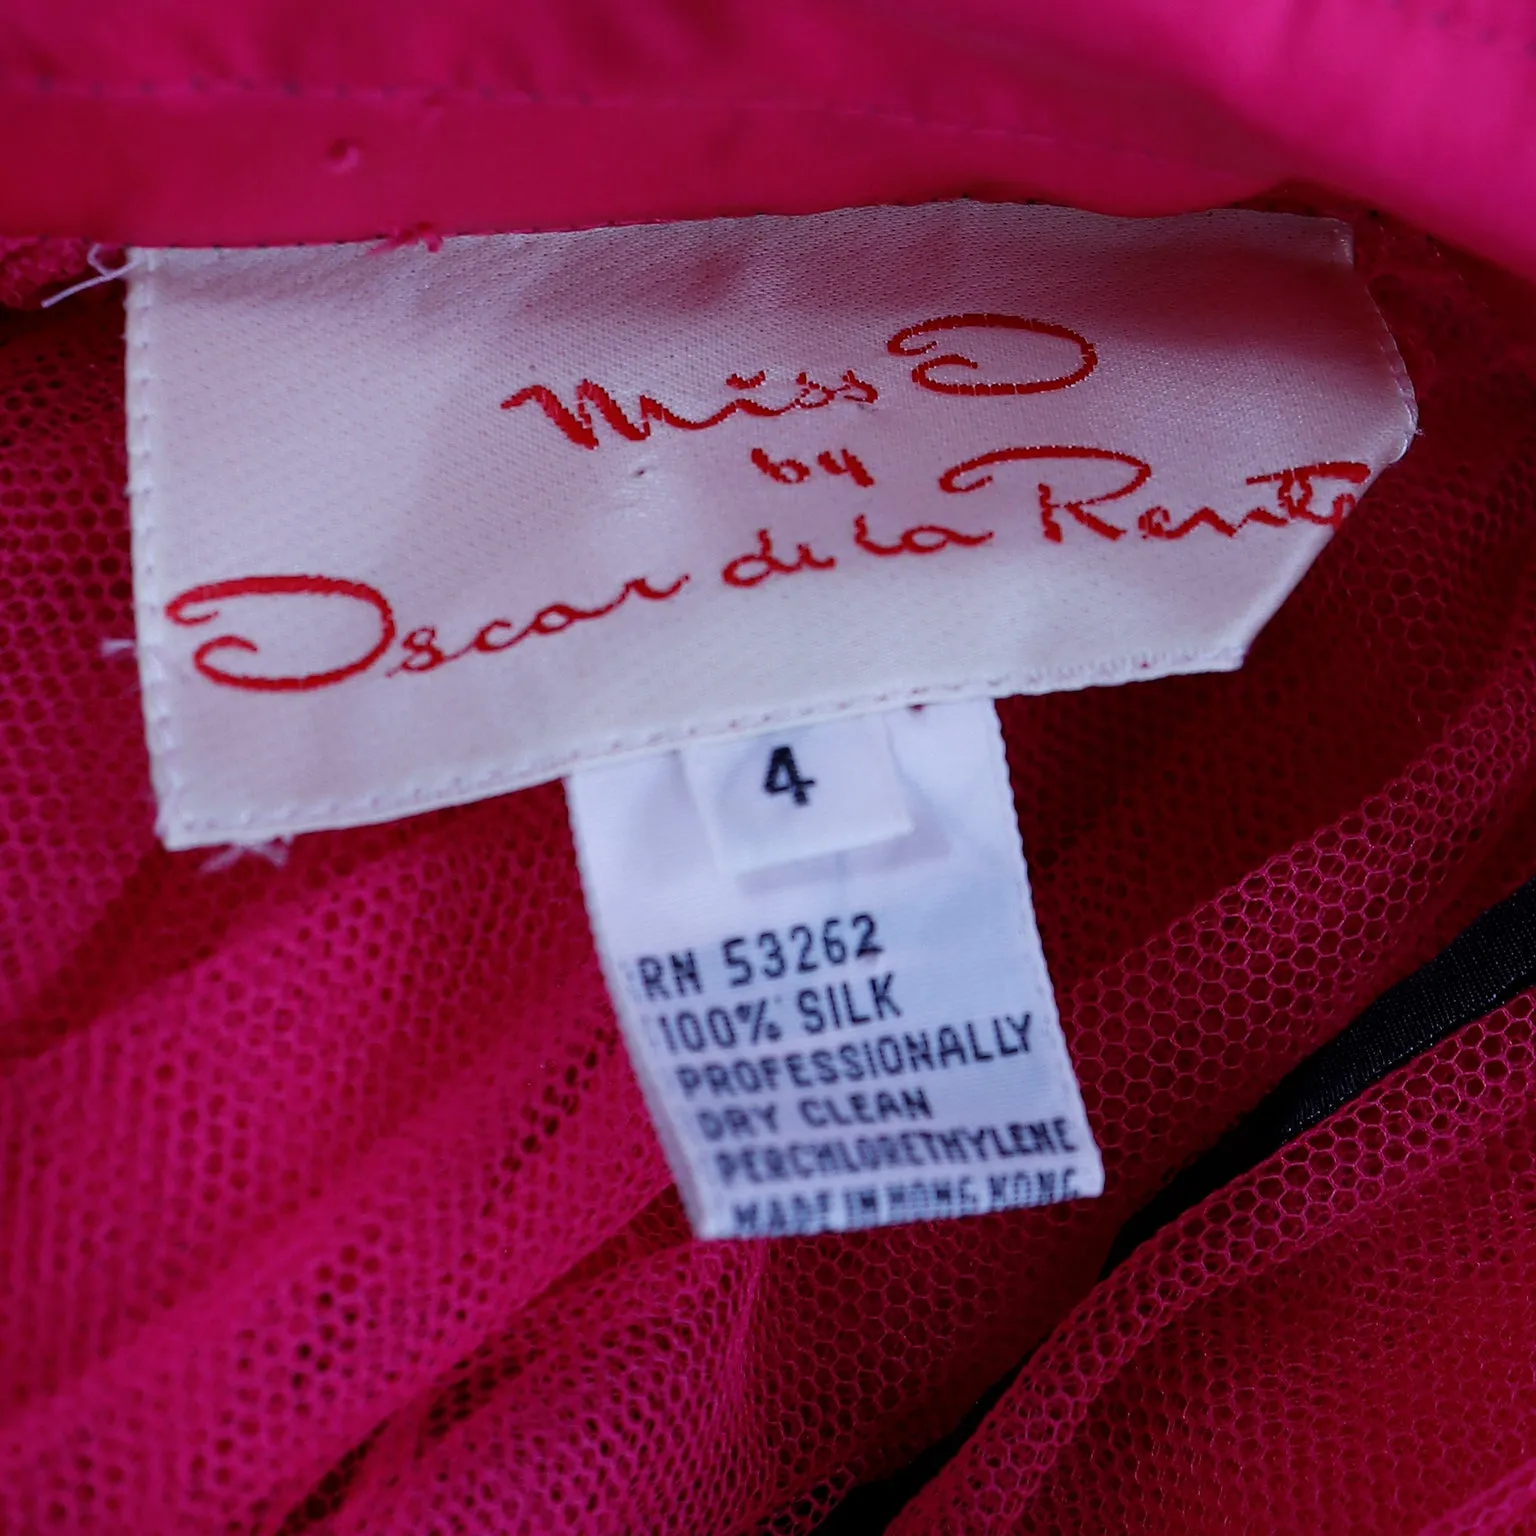 Miss O
by
Oscar de la Renta
4
RN 53262
100% SILK
PROFESSIONALLY
DRY CLEAN
PERCHLORETHYLENE
MADE IN HONG KONG